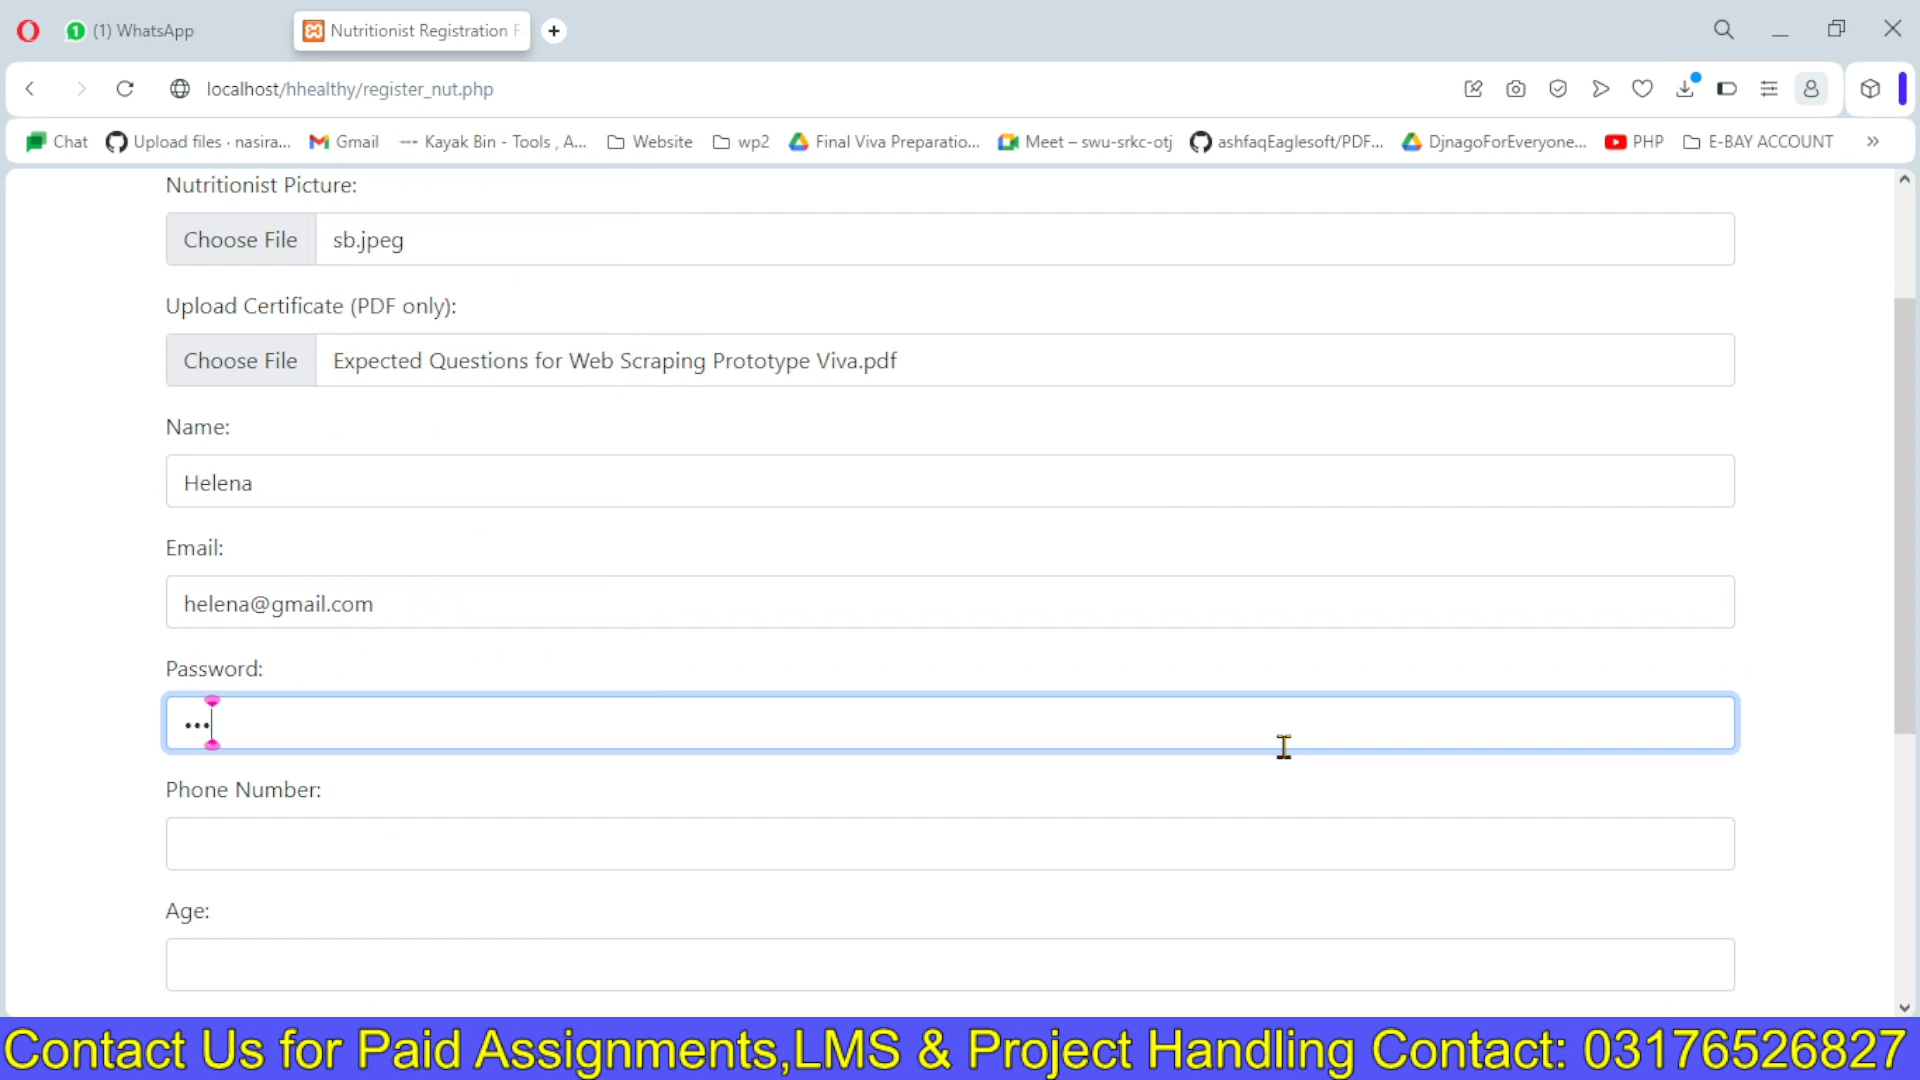 (1) WhatsApp
Nutritionist Registration F
localhost/hhealthy/register_nut.php
Chat
Upload files · nasira...
Gmail
Kayak Bin - Tools , A...
Website
wp2
Final Viva Preparatio...
Meet – swu-srkc-otj
ashfaqEaglesoft/PDF...
DjnagoForEveryone...
PHP
E-BAY ACCOUNT
Nutritionist Picture:
Choose File sb.jpeg
Upload Certificate (PDF only):
Choose File Expected Questions for Web Scraping Prototype Viva.pdf
Name:
Helena
Email:
helena@gmail.com
Password:
•••
Phone Number:
Age:
Contact Us for Paid Assignments,LMS & Project Handling Contact: 03176526827